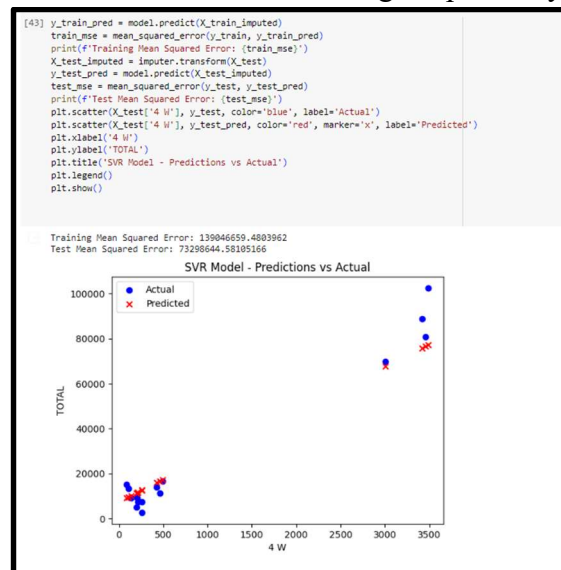 [43] y_train_pred = model.predict(X_train_imputed)
train_mse = mean_squared_error(y_train, y_train_pred)
print(f'Training Mean Squared Error: {train_mse}')
X_test_imputed = imputer.transform(X_test)
y_test_pred = model.predict(X_test_imputed)
test_mse = mean_squared_error(y_test, y_test_pred)
print(f'Test Mean Squared Error: {test_mse}')
plt.scatter(X_test['4 W'], y_test, color='blue', label='Actual')
plt.scatter(X_test['4 W'], y_test_pred, color='red', marker='x', label='Predicted')
plt.xlabel('4 W')
plt.ylabel('TOTAL')
plt.title('SVR Model - Predictions vs Actual')
plt.legend()
plt.show()
Training Mean Squared Error: 139046659.4803962
Test Mean Squared Error: 73298644.58105166
SVR Model - Predictions vs Actual
Actual
Predicted
100000
80000
60000
40000
20000
0
TOTAL
0 500 1000 1500 2000 2500 3000 3500
4 W